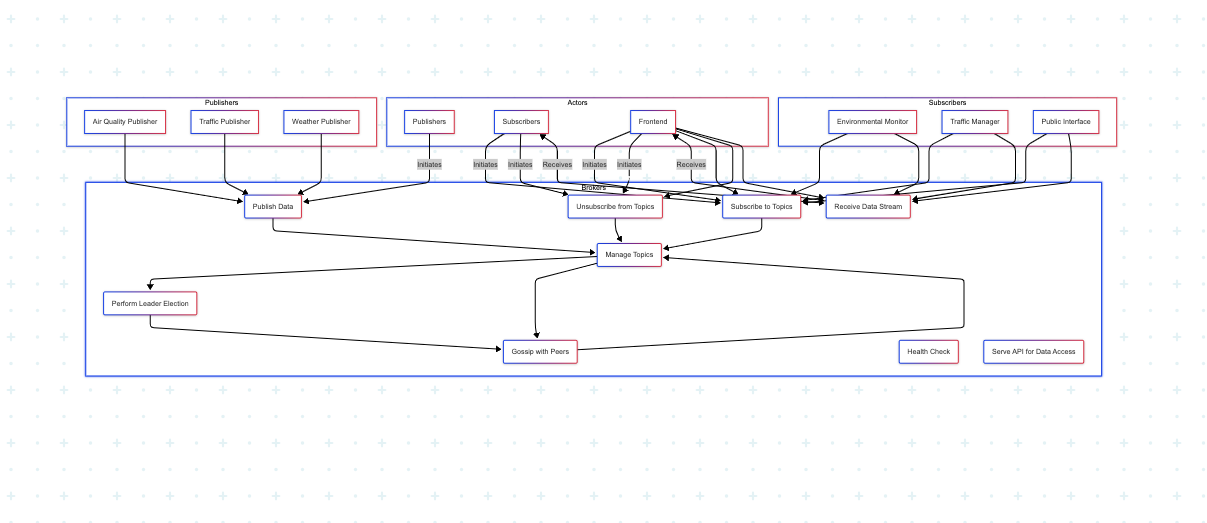 Publishers
Actors
Subscribers
Air Quality Publisher
Traffic Publisher
Weather Publisher
Publishers
Subscribers
Frontend
Environmental Monitor
Traffic Manager
Public Interface
Initiates
Initiates
Initiates
Receives
Initiates
Initiates
Receives
Brokers
Publish Data
Unsubscribe from Topics
Subscribe to Topics
Receive Data Stream
Manage Topics
Perform Leader Election
Gossip with Peers
Health Check
Serve API for Data Access